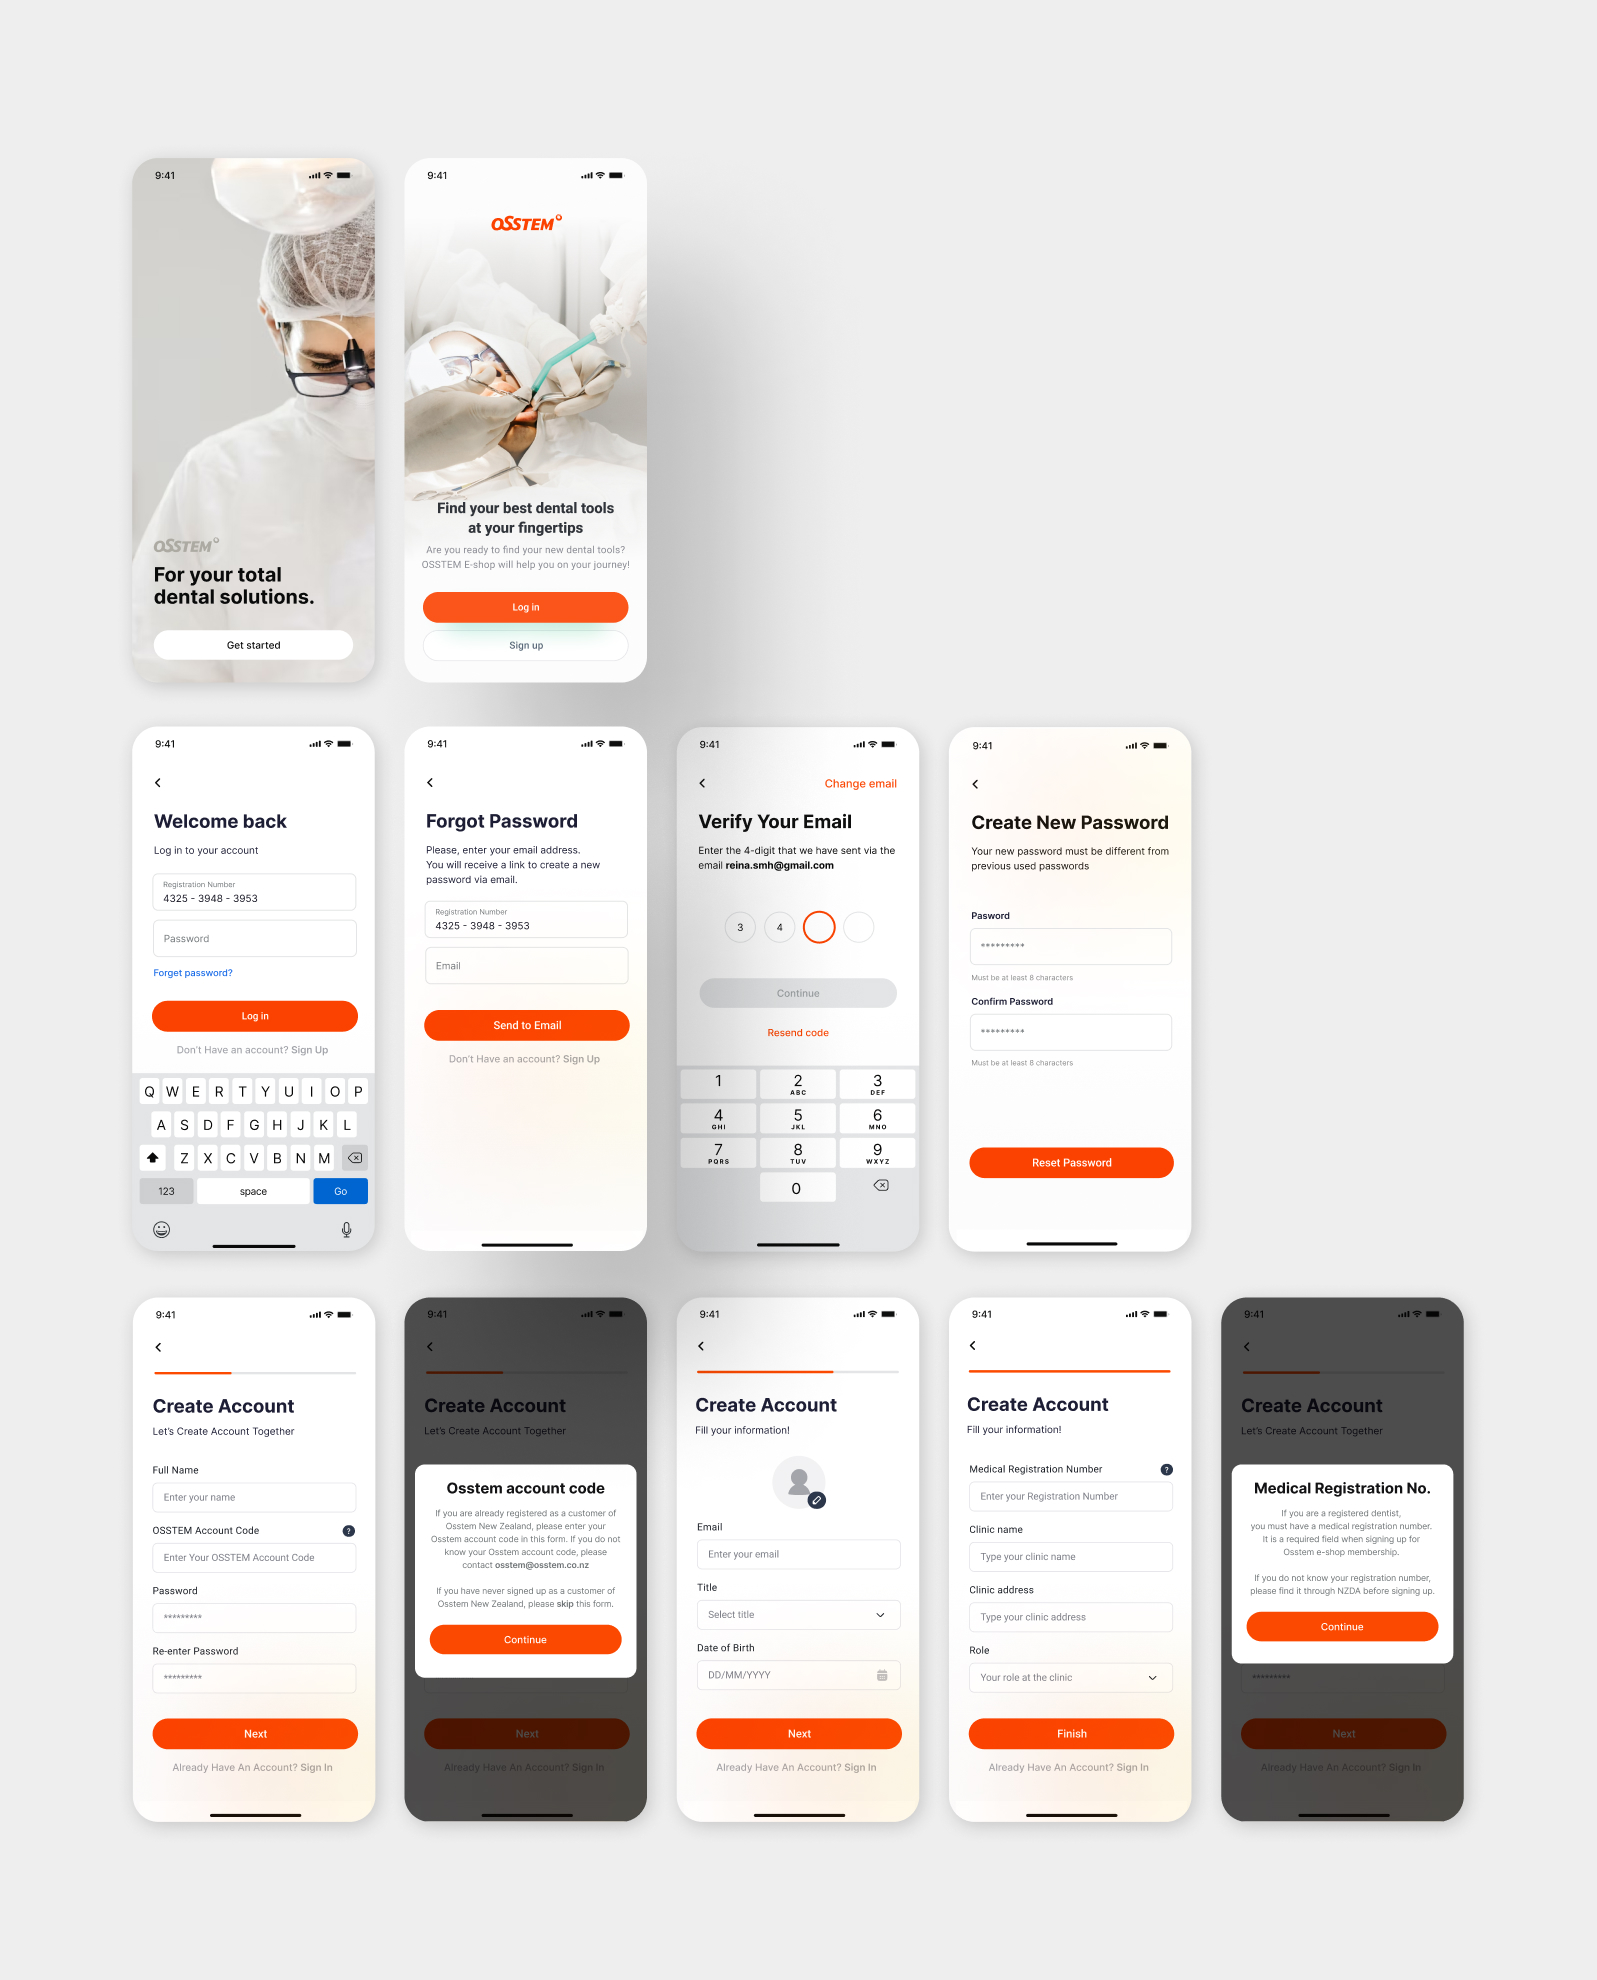 9:41
OSSTEM
For your total
dental solutions.
Get started
9:41
OSSTEM
Find your best dental tools
at your fingertips
Are you ready to find your new dental tools?
OSSTEM E-shop will help you on your journey!
Log in
Sign up
9:41
Welcome back
Log in to your account
Registration Number
4325 - 3948 - 3953
Password
Forget password?
Log in
Don't Have an account? Sign Up
Q W E R T Y U I O P
A S D F G H J K L
Z X C V B N M
123 space Go
9:41
Forgot Password
Please, enter your email address.
You will receive a link to create a new
password via email.
Registration Number
4325 - 3948 - 3953
Email
Send to Email
Don't Have an account? Sign Up
9:41
Change email
Verify Your Email
Enter the 4-digit that we have sent via the
email reina.smh@gmail.com
3 4
Continue
Resend code
1 2 3
ABC DEF
4 5 6
GHI JKL MNO
7 8 9
PQRS TUV WXYZ
0
9:41
Create New Password
Your new password must be different from
previous used passwords
Pasword
*********
Must be at least 8 characters
Confirm Password
*********
Must be at least 8 characters
Reset Password
9:41
Create Account
Let's Create Account Together
Full Name
Enter your name
OSSTEM Account Code ?
Enter Your OSSTEM Account Code
Password
*********
Re-enter Password
*********
Next
Already Have An Account? Sign In
9:41
Create Account
Let's Create Account Together
Osstem account code
If you are already registered as a customer of
Osstem New Zealand, please enter your
Osstem account code in this form. If you do not
know your Osstem account code, please
contact osstem@osstem.co.nz
If you have never signed up as a customer of
Osstem New Zealand, please skip this form.
Continue
Next
Already Have An Account? Sign In
9:41
Create Account
Fill your information!
Email
Enter your email
Title
Select title
Date of Birth
DD/MM/YYYY
Next
Already Have An Account? Sign In
9:41
Create Account
Fill your information!
Medical Registration Number ?
Enter your Registration Number
Clinic name
Type your clinic name
Clinic address
Type your clinic address
Role
Your role at the clinic
Finish
Already Have An Account? Sign In
9:41
Create Account
Let's Create Account Together
Medical Registration No.
If you are a registered dentist,
you must have a medical registration number.
It is a required field when signing up for
Osstem e-shop membership.
If you do not know your registration number,
please find it through NZDA before signing up.
Continue
*********
Next
Already Have An Account? Sign In